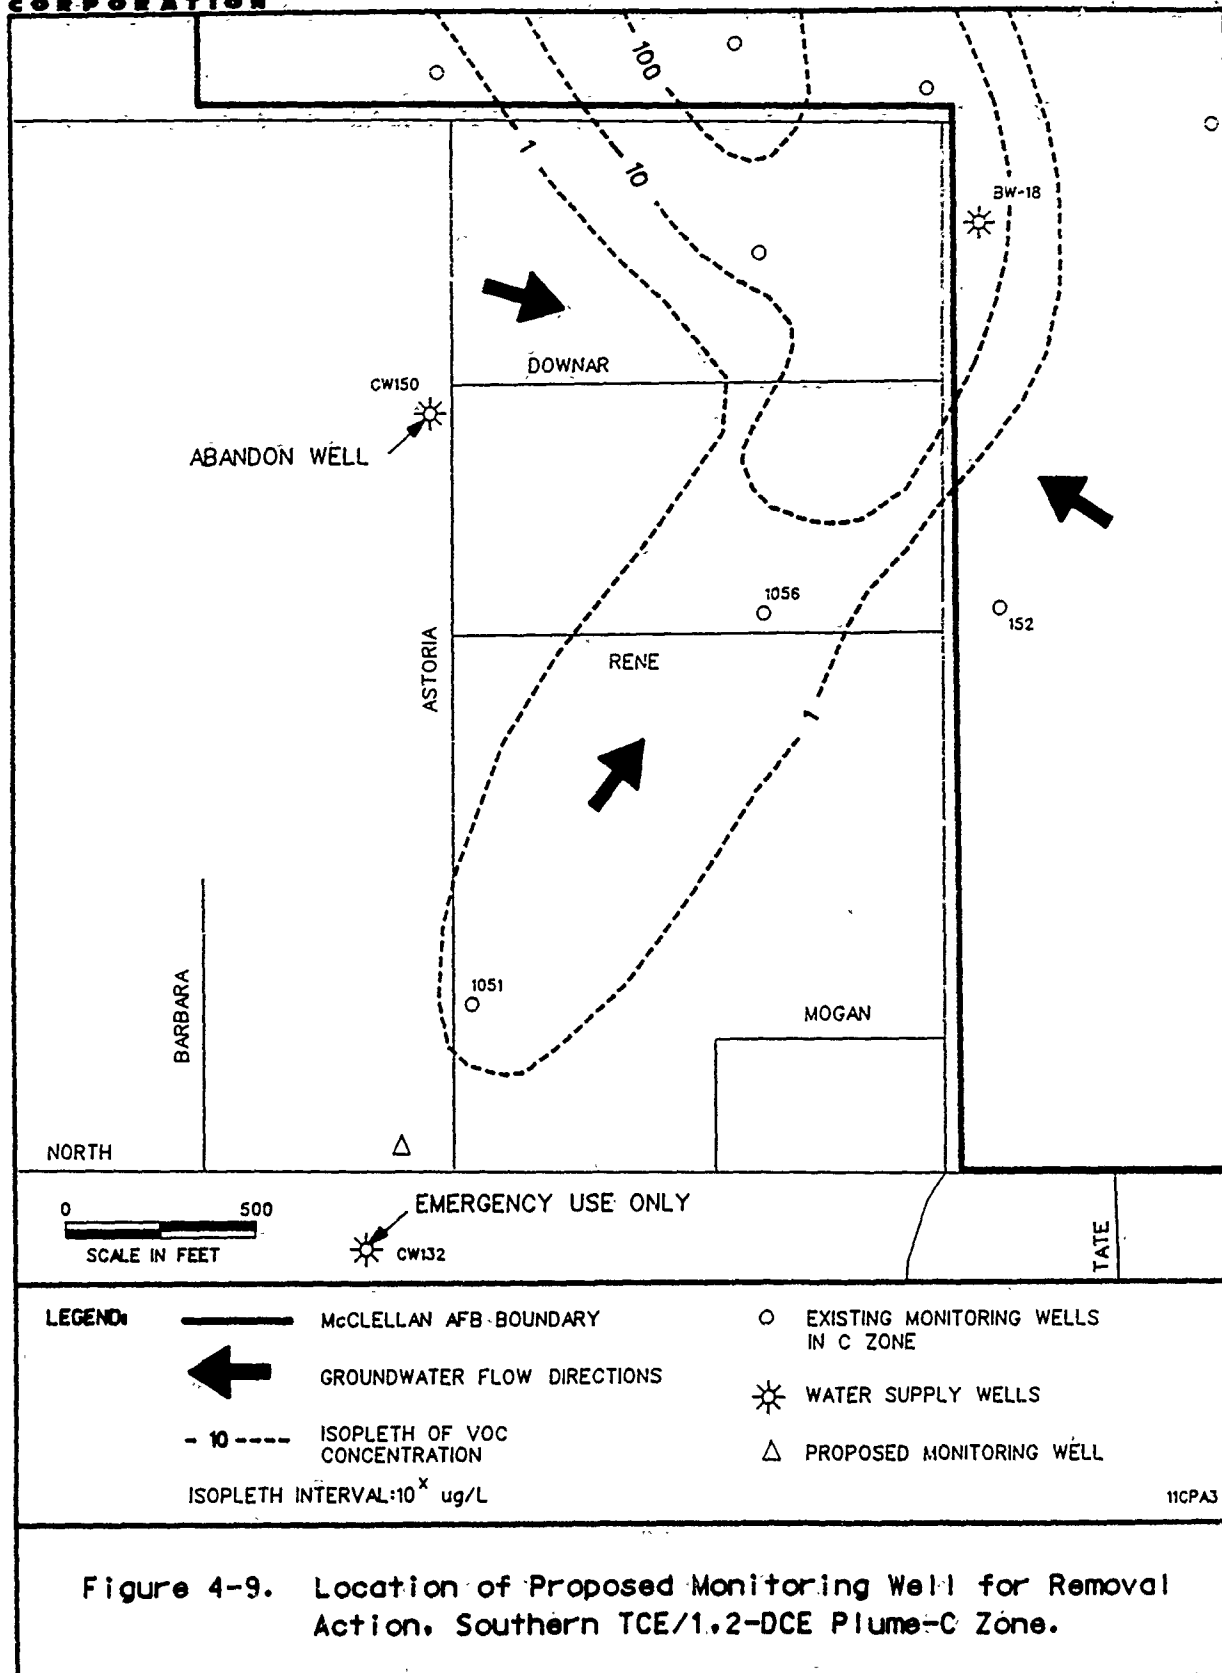 CORPORATION
100
1
10
BW-18
DOWNAR
CW150
ABANDON WELL
1056
152
ASTORIA
RENE
1
1051
BARBARA
MOGAN
NORTH
0 500
SCALE IN FEET
EMERGENCY USE ONLY
CW132
TATE
LEGEND:
McCLELLAN AFB BOUNDARY
GROUNDWATER FLOW DIRECTIONS
- 10 ----
ISOPLETH OF VOC
CONCENTRATION
ISOPLETH INTERVAL:10^X ug/L
EXISTING MONITORING WELLS
IN C ZONE
WATER SUPPLY WELLS
PROPOSED MONITORING WELL
11CPA3
Figure 4-9. Location of Proposed Monitoring Well for Removal
Action, Southern TCE/1,2-DCE Plume-C Zone.